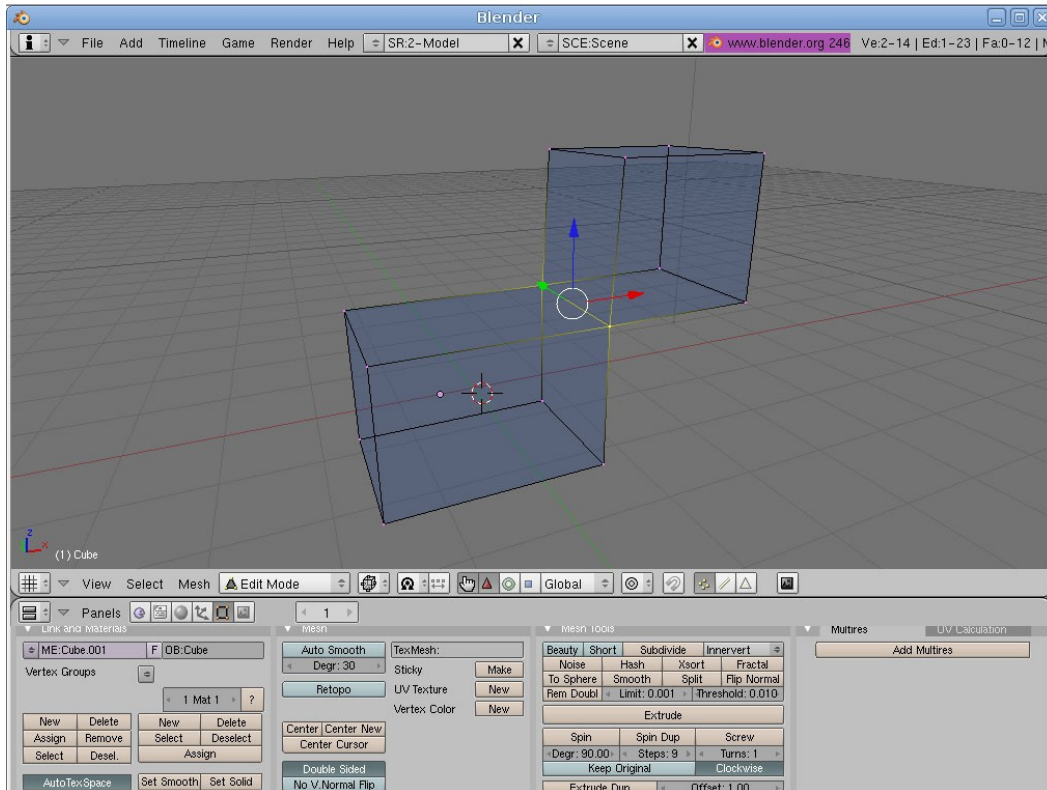 Blender
File Add Timeline Game Render Help SR:2-Model X SCE:Scene X www.blender.org 246 Ve:2-14 | Ed:1-23 | Fa:0-12 |
z
x
(1) Cube
View Select Mesh Edit Mode Global
Panels 1
Link and Materials Mesh Mesh Tools Multires UV Calculation
ME:Cube.001 F OB:Cube Auto Smooth TexMesh: Beauty Short Subdivide Innervert Add Multires
Vertex Groups Degr: 30 Sticky Make Noise Hash Xsort Fractal
To Sphere Smooth Split Flip Normal
1 Mat 1 ? Retopo UV Texture New Rem Doubl Limit: 0.001 Threshold: 0.010
Vertex Color New Extrude
New Delete New Delete Center Center New
Assign Remove Select Deselect Center Cursor Spin Spin Dup Screw
Select Desel. Assign Degr: 90.00 Steps: 9 Turns: 1
Double Sided Keep Original Clockwise
AutoTexSpace Set Smooth Set Solid No V.Normal Flip Extrude Dup Offset: 1.00